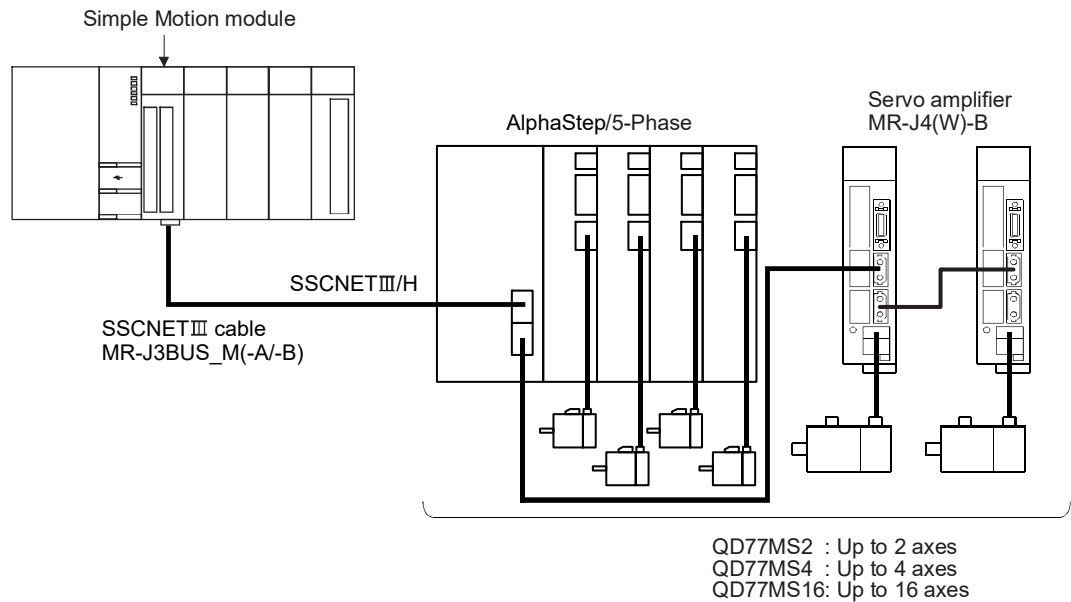 Simple Motion module
AlphaStep/5-Phase
Servo amplifier
MR-J4(W)-B
SSCNETⅢ/H
SSCNETⅢ cable
MR-J3BUS_M(-A/-B)
QD77MS2 : Up to 2 axes
QD77MS4 : Up to 4 axes
QD77MS16: Up to 16 axes